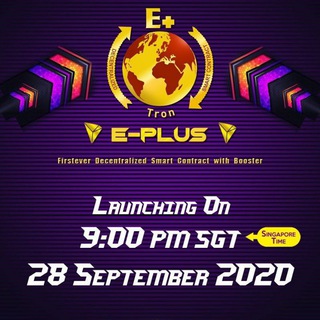 E+
Tron
E-PLUS
Firstever Decentralized Smart Contract with Booster
Launching On
9:00 PM SGT
Singapore Time
28 September 2020